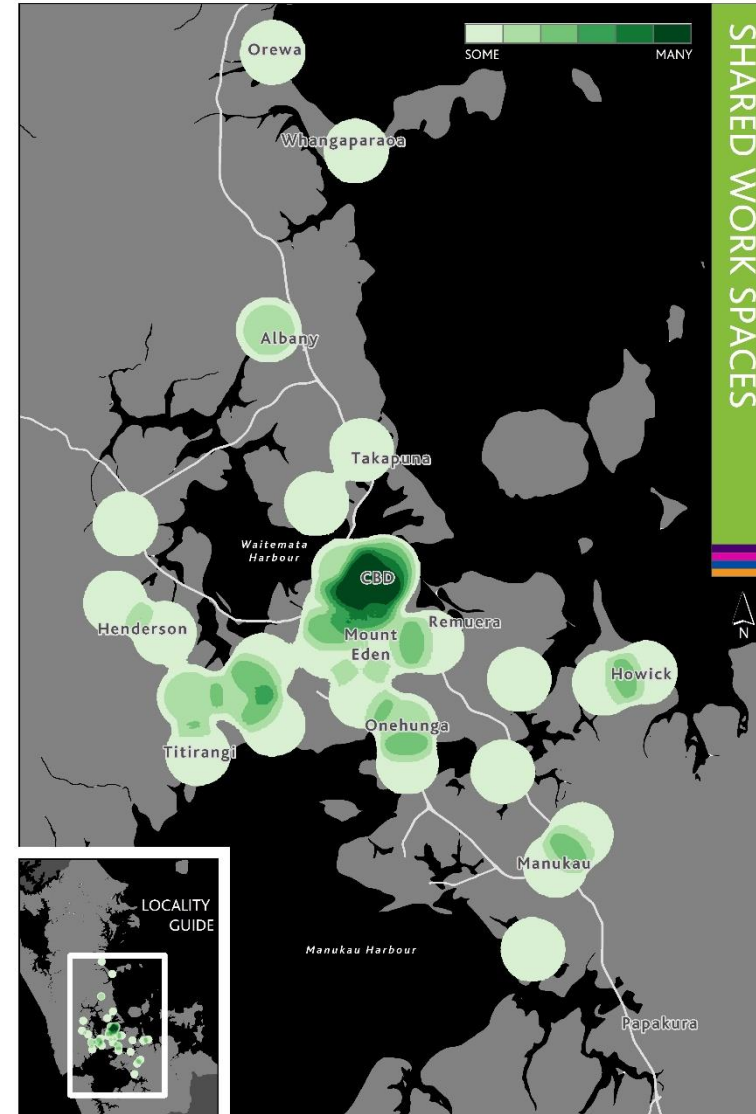 SHARED WORK SPACES
SOME
MANY
Orewa
Whangaparaoa
Albany
Takapuna
Waitemata
Harbour
CBD
Henderson
Mount
Eden
Remuera
Howick
N
Titirangi
Onehunga
Manukau
LOCALITY
GUIDE
Manukau Harbour
Papakura